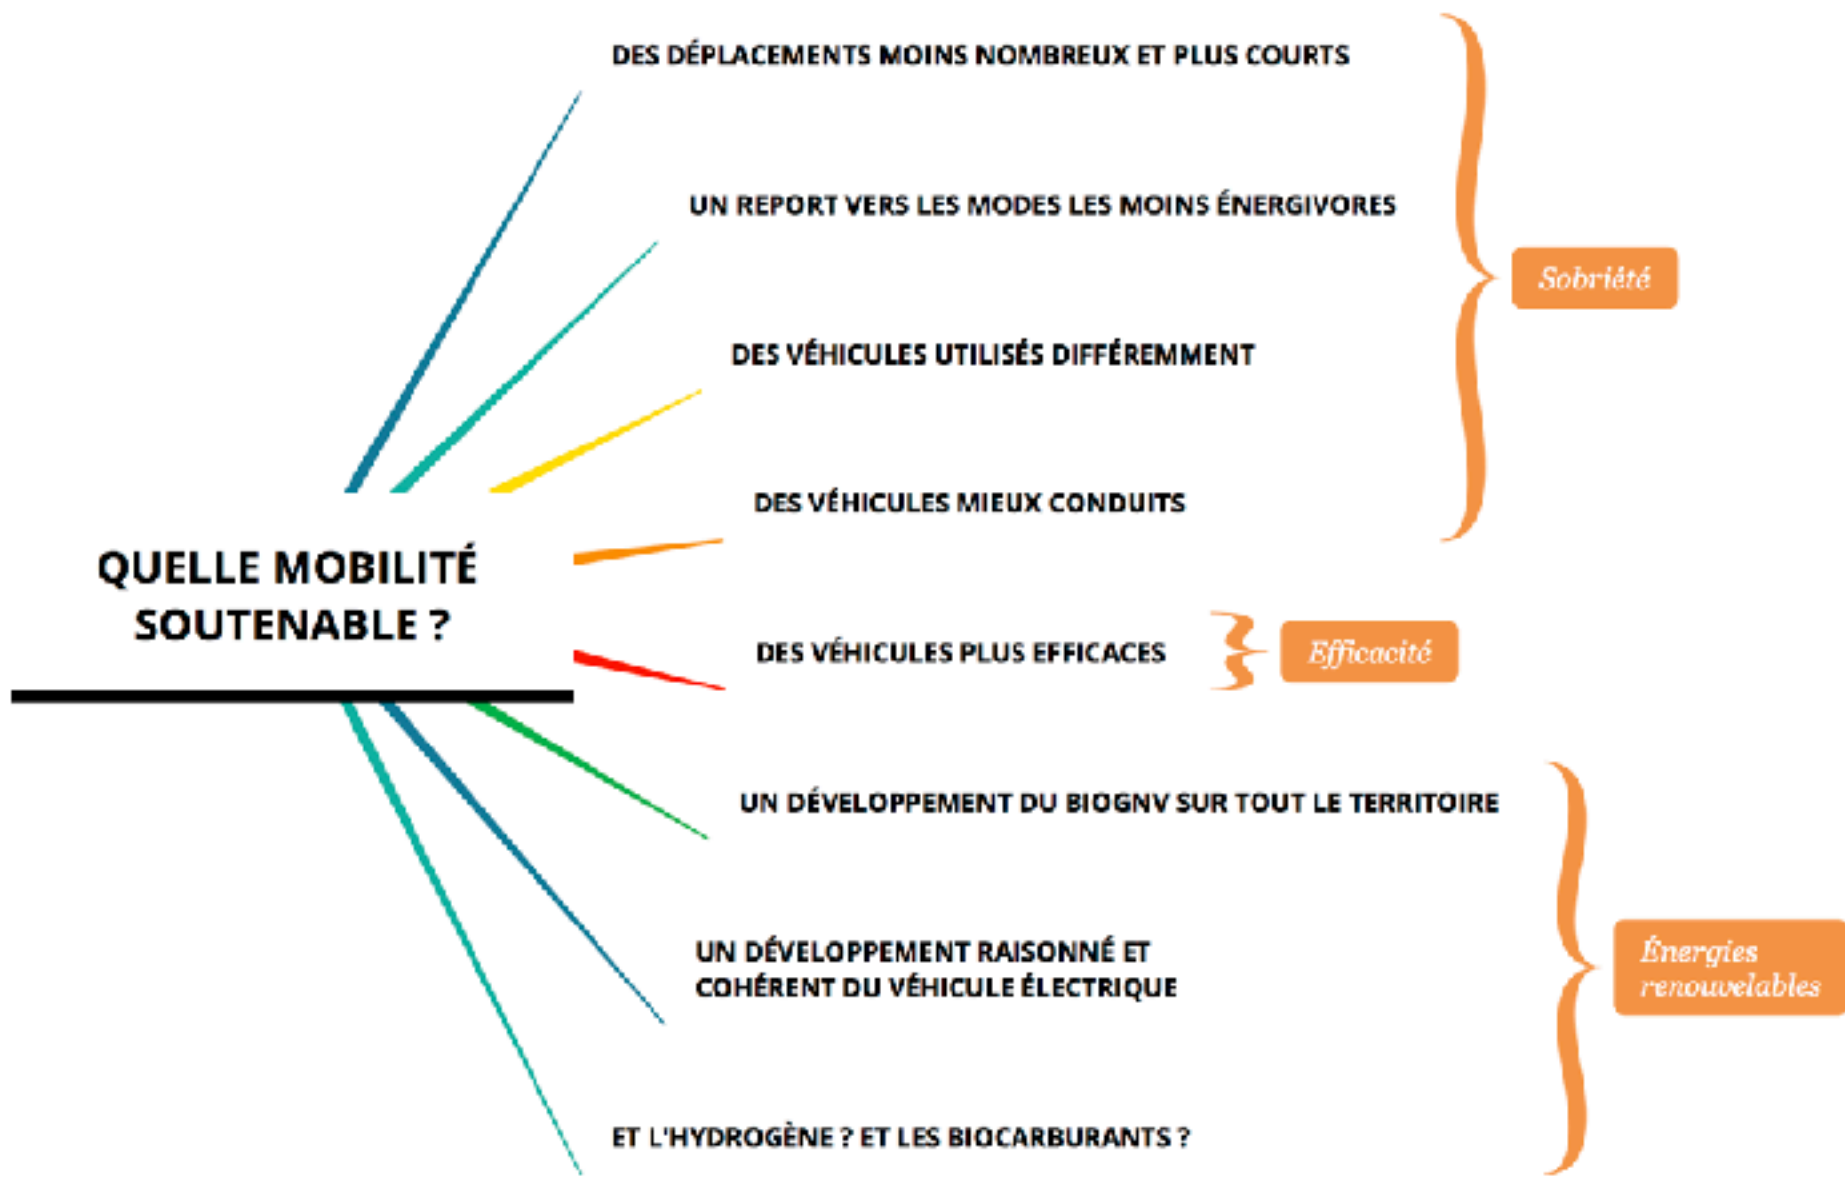 DES DÉPLACEMENTS MOINS NOMBREUX ET PLUS COURTS
UN REPORT VERS LES MODES LES MOINS ÉNERGIVORES
Sobriété
DES VÉHICULES UTILISÉS DIFFÉREMMENT
DES VÉHICULES MIEUX CONDUITS
QUELLE MOBILITÉ
SOUTENABLE ?
DES VÉHICULES PLUS EFFICACES
Efficacité
UN DÉVELOPPEMENT DU BIOGNV SUR TOUT LE TERRITOIRE
UN DÉVELOPPEMENT RAISONNÉ ET
COHÉRENT DU VÉHICULE ÉLECTRIQUE
Énergies
renouvelables
ET L'HYDROGÈNE ? ET LES BIOCARBURANTS ?